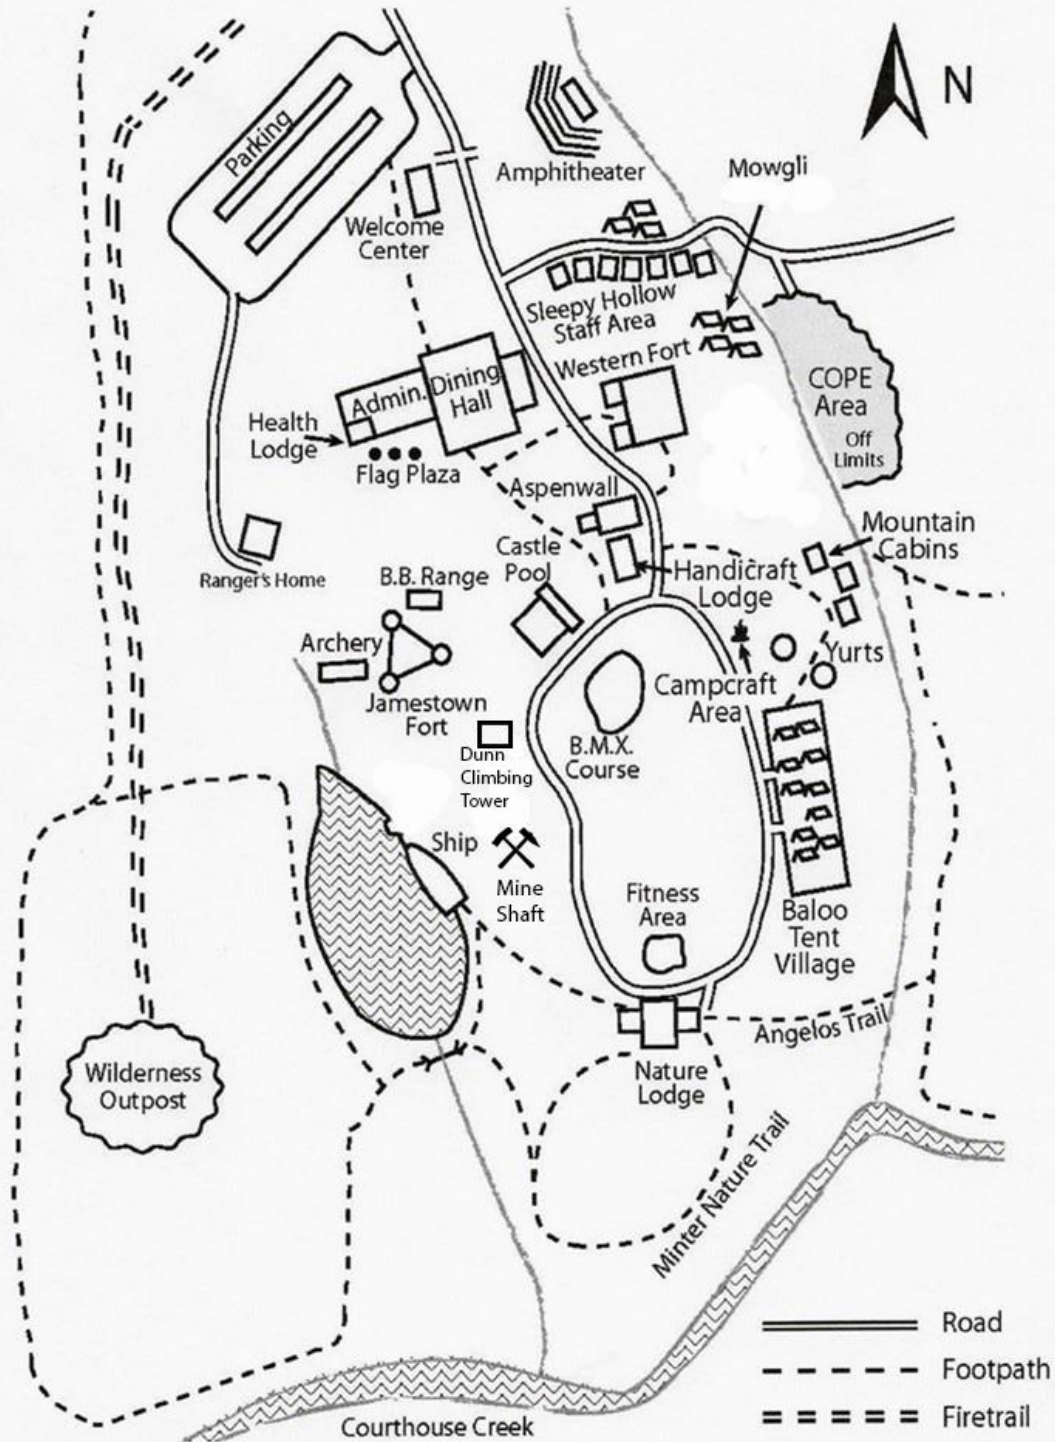 N
Parking
Amphitheater
Mowgli
Welcome
Center
Sleepy Hollow
Staff Area
Western Fort
COPE
Area
Off
Limits
Admin.
Dining
Hall
Health
Lodge
Flag Plaza
Aspenwall
Mountain
Cabins
Castle
Pool
Handicraft
Lodge
Ranger's Home
B.B. Range
Archery
Yurts
Campcraft
Area
Jamestown
Fort
B.M.X.
Course
Dunn
Climbing
Tower
Ship
Mine
Shaft
Fitness
Area
Baloo
Tent
Village
Angelos Trail
Wilderness
Outpost
Nature
Lodge
Minter Nature Trail
Courthouse Creek
Road
Footpath
Firetrail